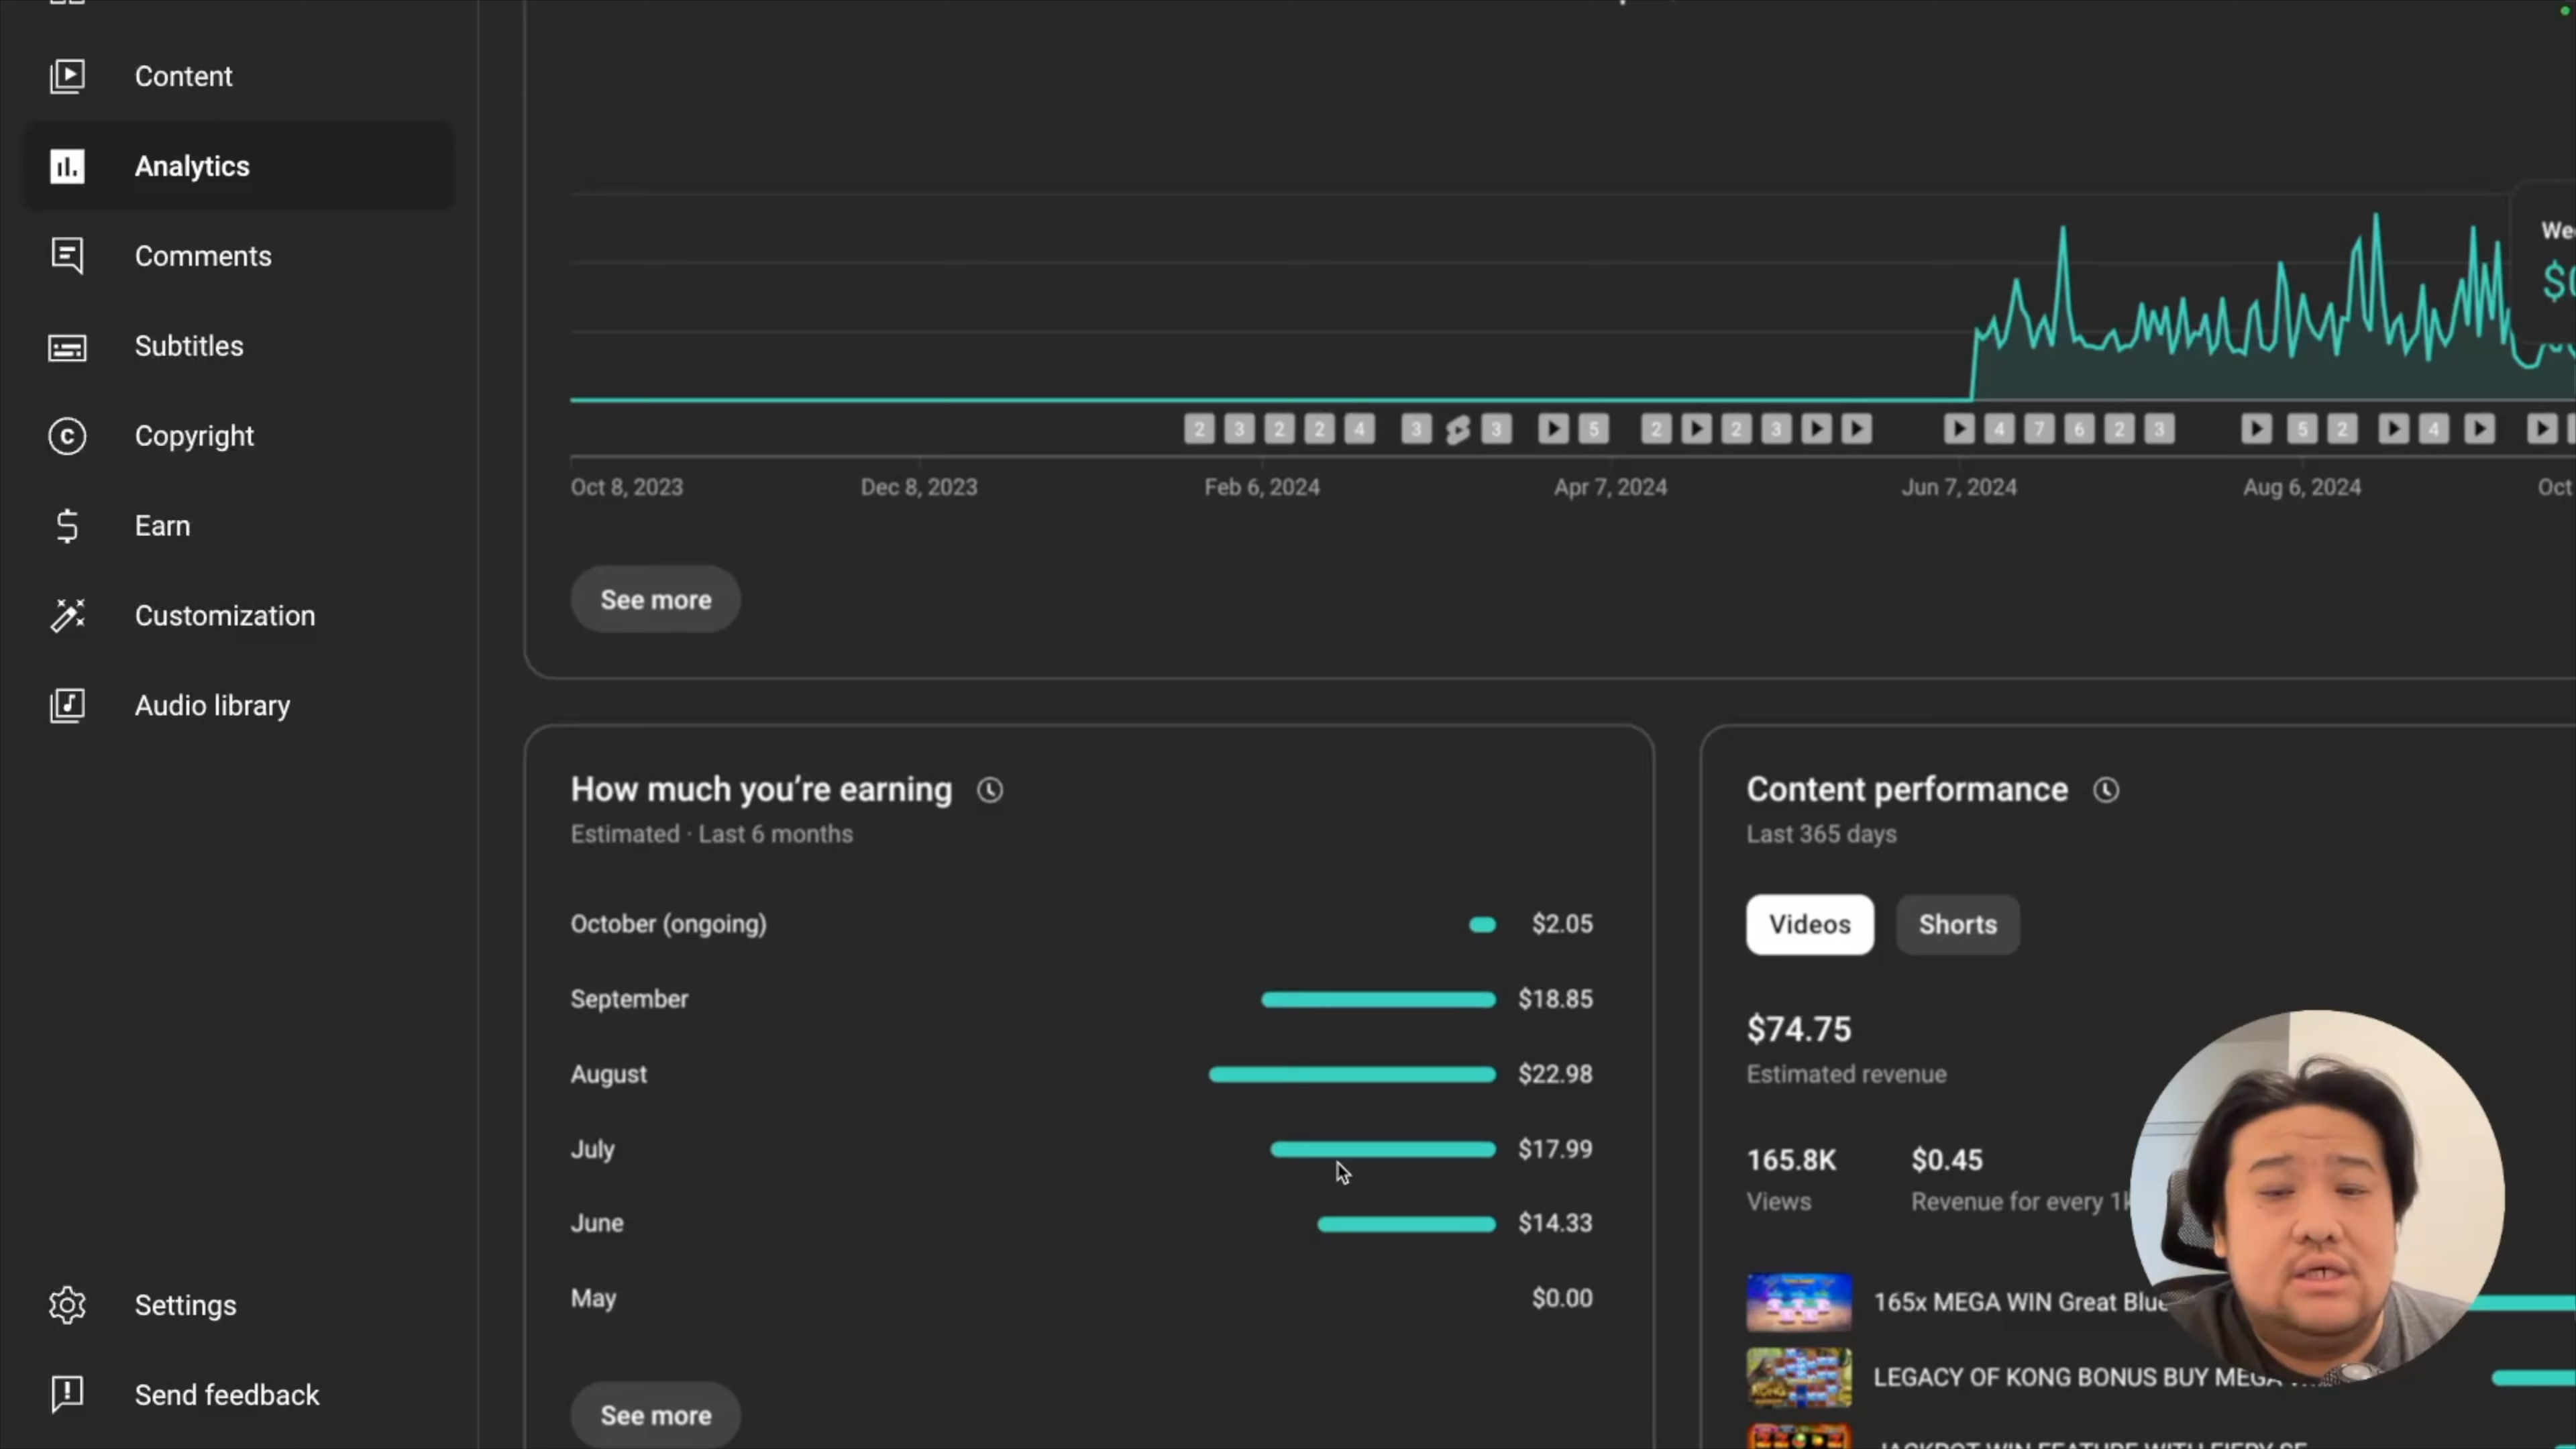 Content
Analytics
Comments
Subtitles
Copyright
Earn
Customization
Audio library
Settings
Send feedback
$
2 3 2 2 4 3 3 5 2 2 3 4 7 6 2 3 5 2 4
Oct 8, 2023 Dec 8, 2023 Feb 6, 2024 Apr 7, 2024 Jun 7, 2024 Aug 6, 2024 Oct
See more
How much you’re earning
Estimated · Last 6 months
October (ongoing) $2.05
September $18.85
August $22.98
July $17.99
June $14.33
May $0.00
See more
Content performance
Last 365 days
Videos Shorts
$74.75
Estimated revenue
165.8K $0.45
Views Revenue for every 1k
165x MEGA WIN Great Blue
LEGACY OF KONG BONUS BUY MEGA